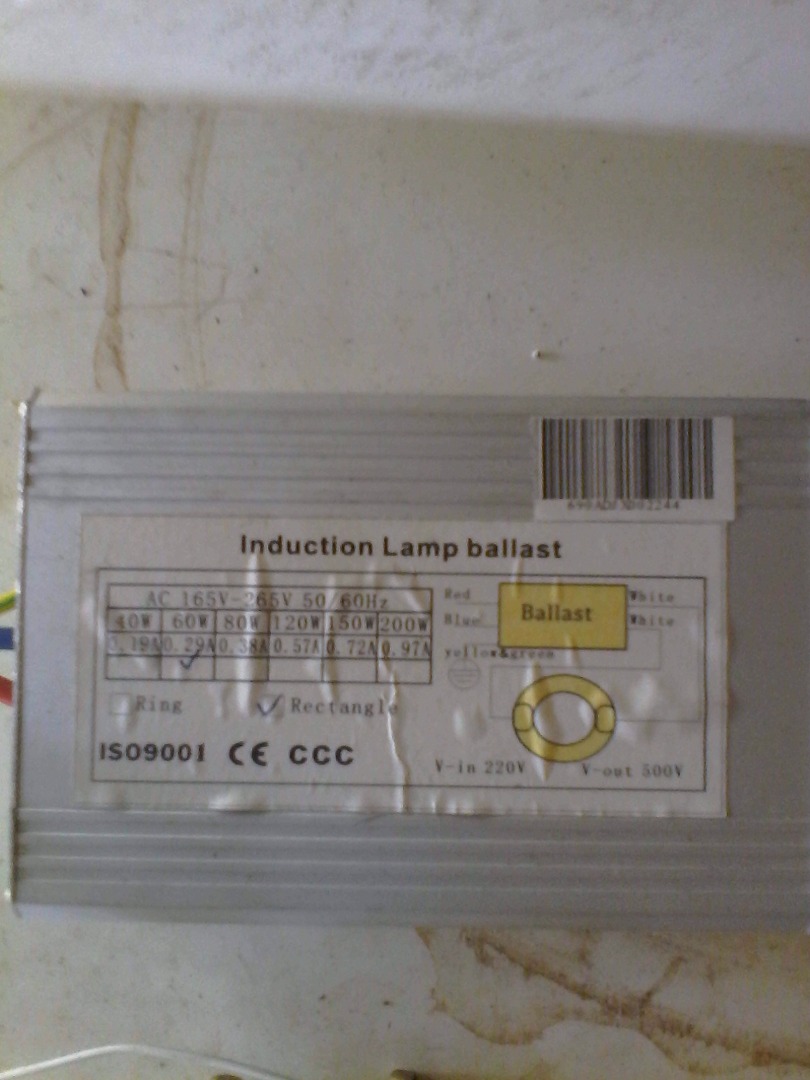 Induction Lamp ballast
AC 165V-265V 50/60Hz
40W 60W 80W 120W 150W 200W
0.19A 0.29A 0.38A 0.57A 0.72A 0.97A
Ring Rectangle
ISO9001 CE CCC
Red Ballast White
Blue White
yellow&green
V-in 220V V-out 500V